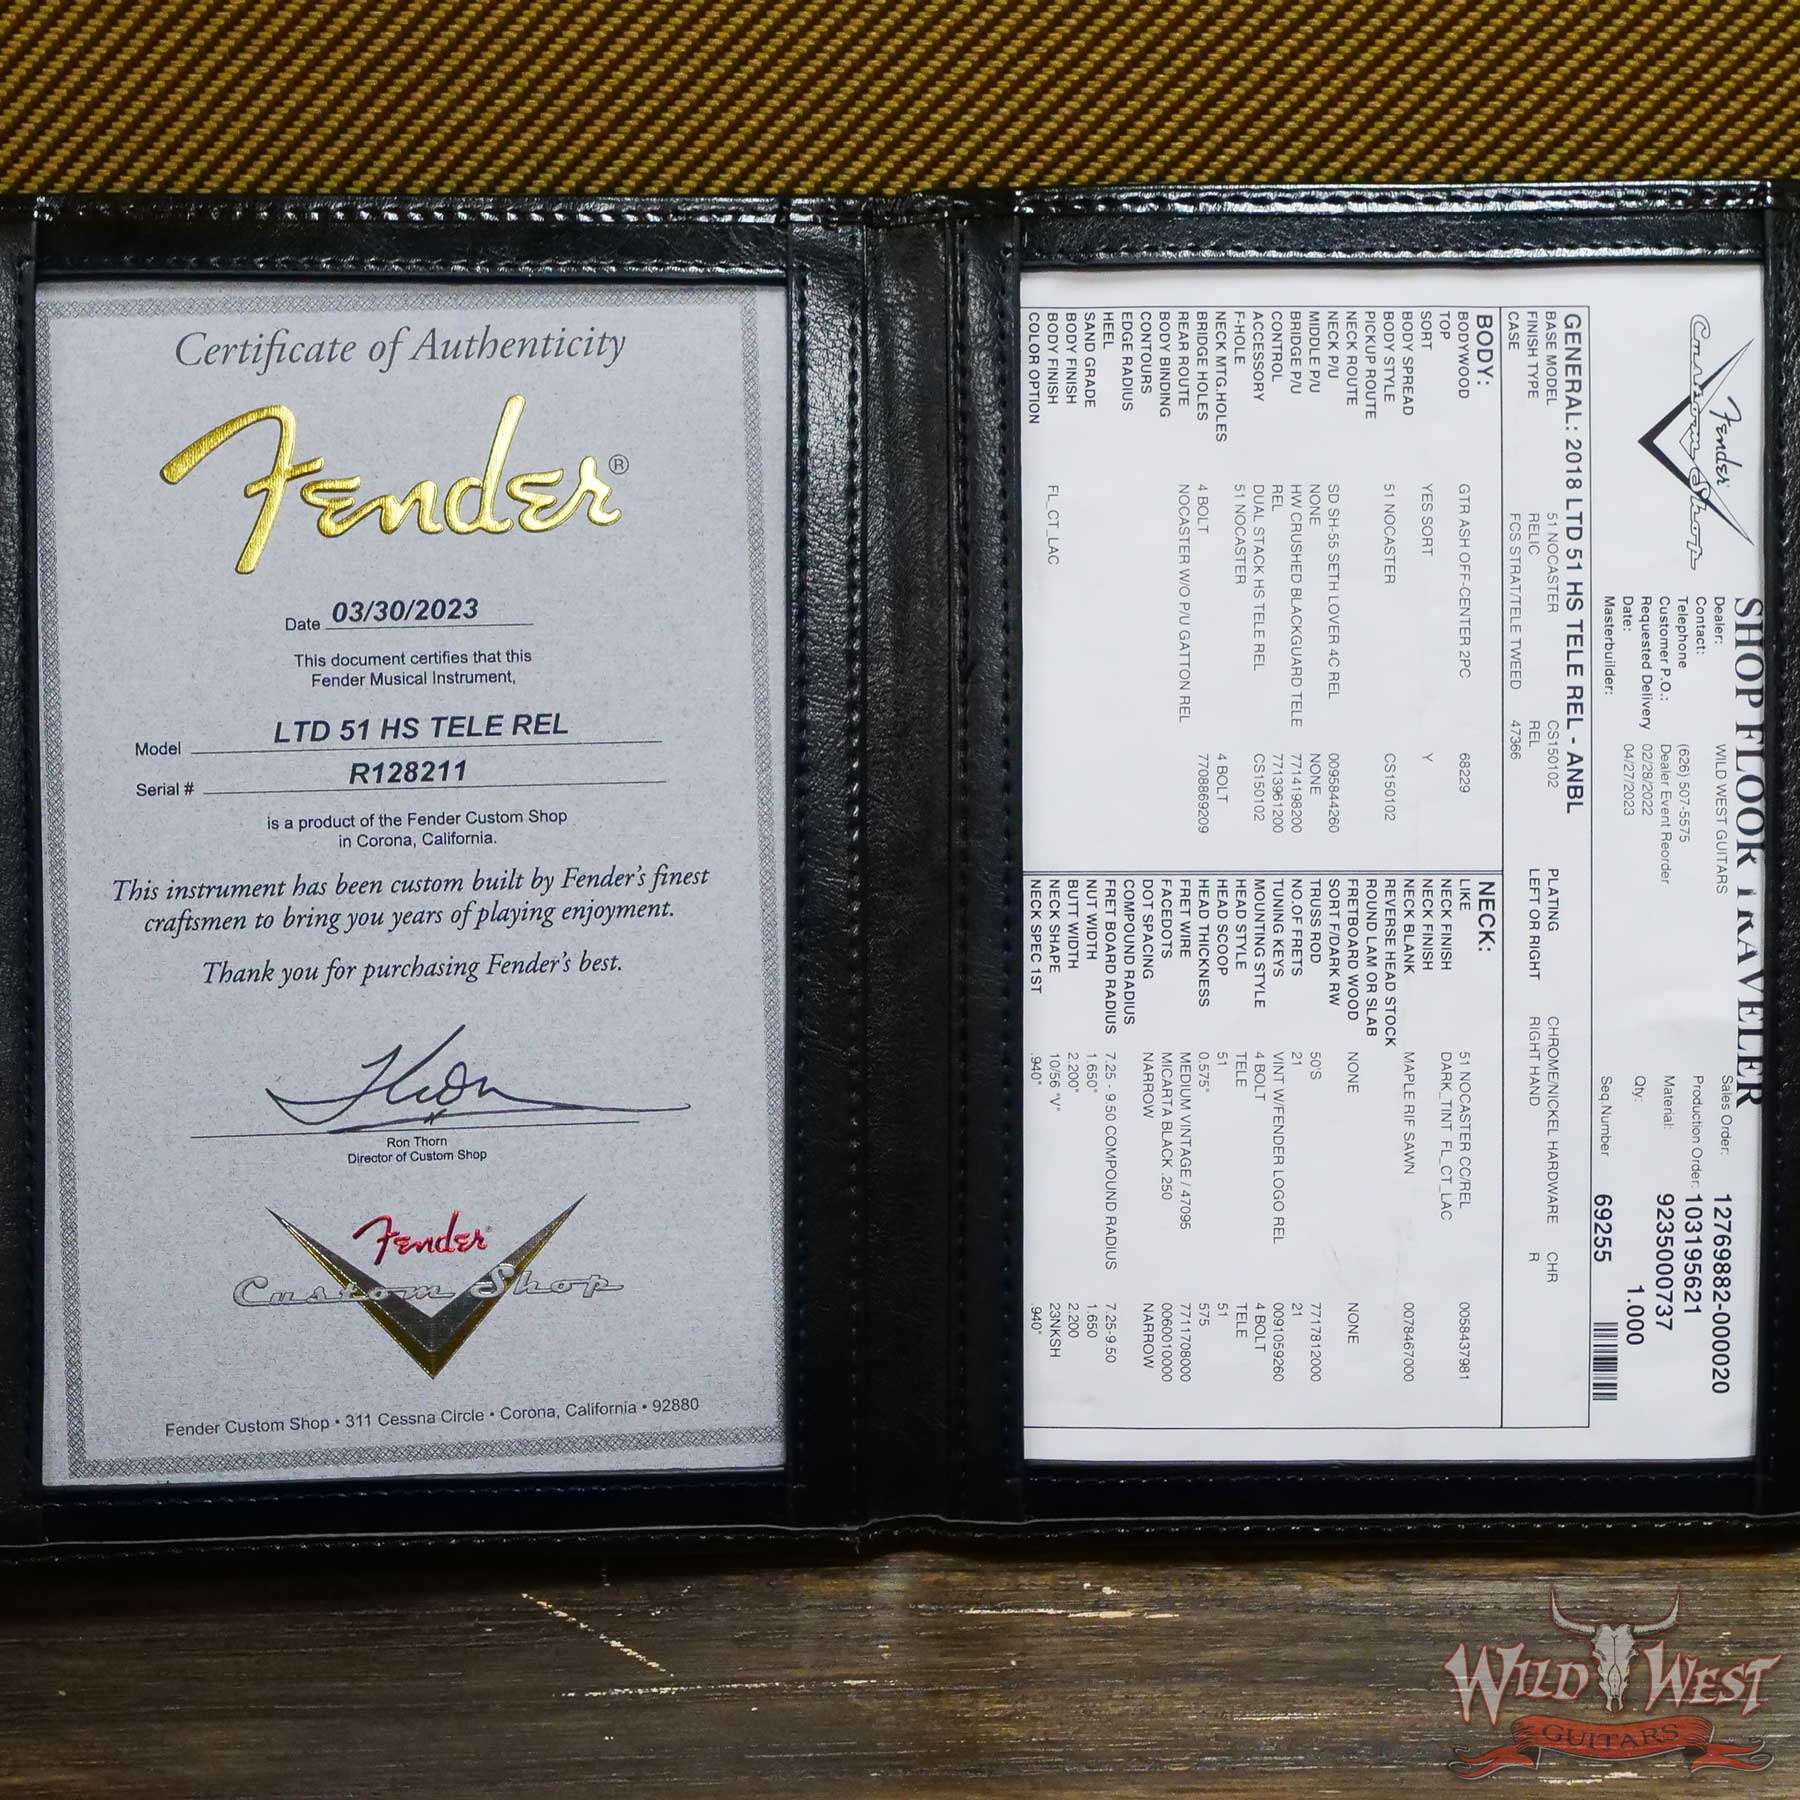 Certificate of Authenticity
Fender®
Date 03/30/2023
This document certifies that this
Fender Musical Instrument,
Model LTD 51 HS TELE REL
Serial # R128211
is a product of the Fender Custom Shop
in Corona, California.
This instrument has been custom built by Fender's finest
craftsmen to bring you years of playing enjoyment.
Thank you for purchasing Fender's best.
Ron Thorn
Director of Custom Shop
Fender®
Custom Shop
Fender Custom Shop • 311 Cessna Circle • Corona, California • 92880
Fender
Custom Shop
SHOP FLOOR TRAVELER
Dealer: WILD WEST GUITARS
Contact:
Telephone (626) 507-5575
Customer P.O.: Dealer Event Reorder
Requested Delivery 02/28/2022
Date: 04/27/2023
Masterbuilder:
Sales Order: 127699882-000020
Production Order: 103195621
Material: 9235000737
Qty: 1.000
Seq Number 69255
GENERAL: 2018 LTD 51 HS TELE REL - ANBL
BASE MODEL 51 NOCASTER CS150102 PLATING CHROME/NICKEL HARDWARE CHR
FINISH TYPE RELIC REL LEFT OR RIGHT RIGHT HAND R
CASE FCS STRAT/TELE TWEED 47366
BODY:
BODYWOOD GTR ASH OFF-CENTER 2PC 68229
TOP
SORT YES SORT Y
BODY SPREAD
BODY STYLE 51 NOCASTER CS150102
PICKUP ROUTE
NECK ROUTE
NECK P/U SD SH-55 SETH LOVER 4C REL 0095844260
MIDDLE P/U NONE NONE
BRIDGE P/U HW CRUSHED BLACKGUARD TELE 7714198200
CONTROL REL 7713961200
ACCESSORY DUAL STACK HS TELE REL CS150102
F-HOLE 51 NOCASTER
NECK MTG.HOLES 4 BOLT
BRIDGE HOLES 4 BOLT 7708869209
REAR ROUTE NOCASTER W/O P/U GATTON REL
BODY BINDING
CONTOURS
EDGE RADIUS
HEEL
SAND GRADE
BODY FINISH
BODY FINISH FL_CT_LAC
COLOR OPTION
NECK:
LIKE 51 NOCASTER CC/REL 0058437981
NECK FINISH DARK_TINT FL_CT_LAC
NECK FINISH
NECK BLANK MAPLE RIF SAWN 0078467000
REVERSE HEAD STOCK
ROUND LAM OR SLAB
FRETBOARD WOOD NONE NONE
SORT F/DARK RW
TRUSS ROD 50'S 7717812000
NO.OF FRETS 21 21
TUNING KEYS VINT W/FENDER LOGO REL 0091059260
MOUNTING STYLE 4 BOLT 4 BOLT
HEAD STYLE TELE TELE
HEAD SCOOP 51 51
HEAD THICKNESS 0.575" 575
FRET WIRE MEDIUM VINTAGE / 47095 7711708000
FACEDOTS MICARTA BLACK .250 0060010000
DOT SPACING NARROW NARROW
COMPOUND RADIUS
FRET BOARD RADIUS 7.25 - 9.50 COMPOUND RADIUS 7.25-9.50
NUT WIDTH 1.650" 1.650
BUTT WIDTH 2.200" 2.200
NECK SHAPE 10/56 "V" 23NKSH
NECK SPEC 1ST .940" .940"
WILD WEST
GUITARS